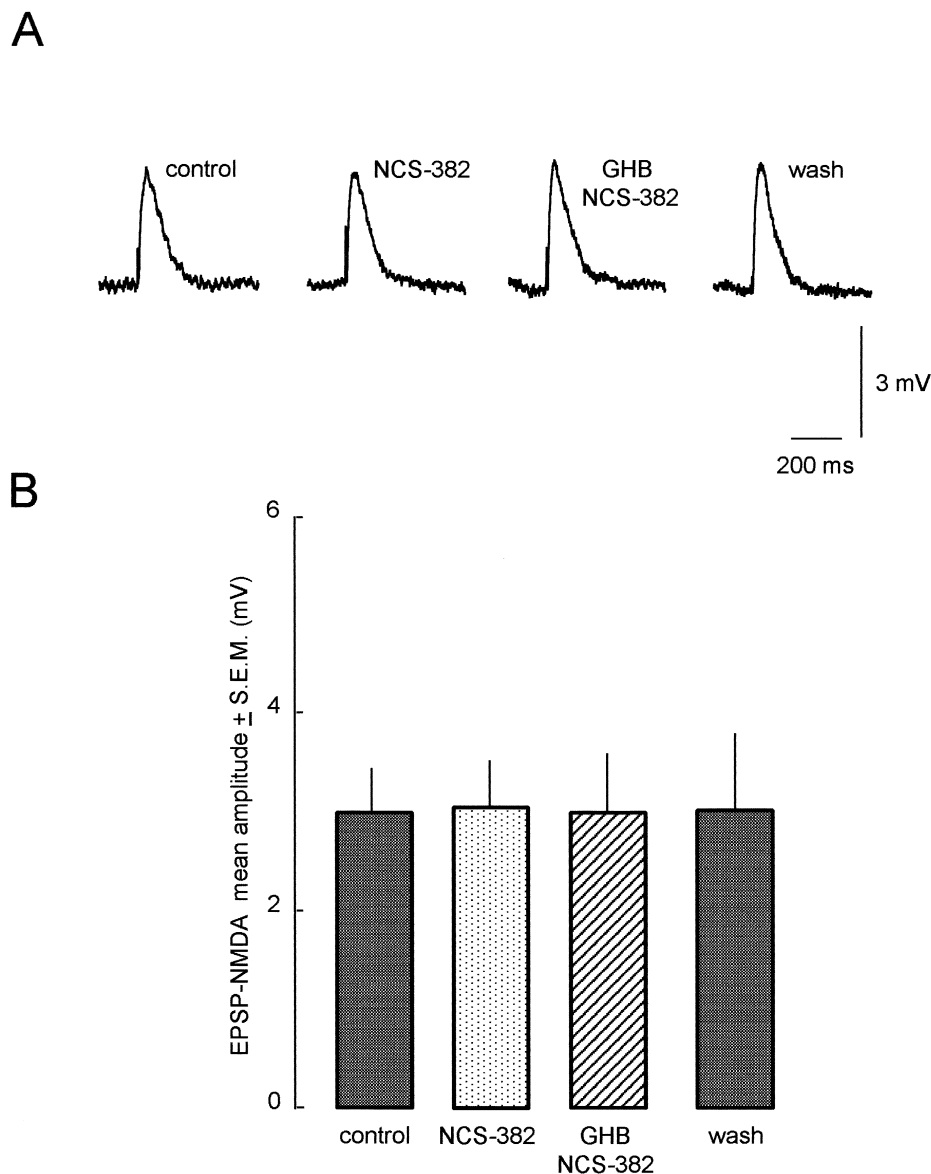 A
control
NCS-382
GHB
NCS-382
wash
3 mV
200 ms
B
EPSP-NMDA mean amplitude ± S.E.M. (mV)
6
4
2
0
control
NCS-382
GHB
NCS-382
wash